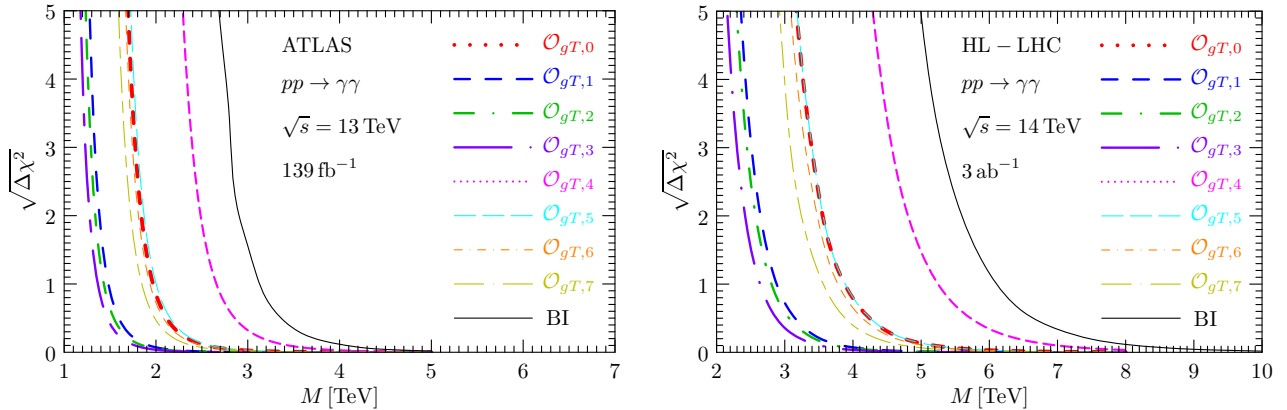 5
4
3
2
1
0
√Δχ²
1 2 3 4 5 6 7
M [TeV]
ATLAS
pp → γγ
√s = 13 TeV
139 fb⁻¹
𝒪gT,0
𝒪gT,1
𝒪gT,2
𝒪gT,3
𝒪gT,4
𝒪gT,5
𝒪gT,6
𝒪gT,7
BI
5
4
3
2
1
0
√Δχ²
2 3 4 5 6 7 8 9 10
M [TeV]
HL − LHC
pp → γγ
√s = 14 TeV
3 ab⁻¹
𝒪gT,0
𝒪gT,1
𝒪gT,2
𝒪gT,3
𝒪gT,4
𝒪gT,5
𝒪gT,6
𝒪gT,7
BI